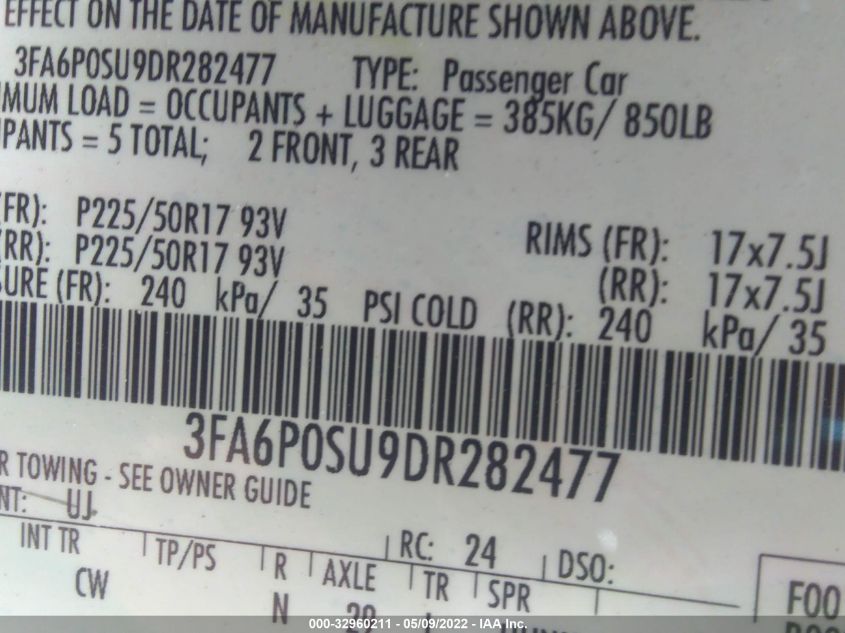 EFFECT ON THE DATE OF MANUFACTURE SHOWN ABOVE.
3FA6P0SU9DR282477 TYPE: Passenger Car
MUM LOAD = OCCUPANTS + LUGGAGE = 385KG/ 850LB
PANTS = 5 TOTAL; 2 FRONT, 3 REAR
(FR): P225/50R17 93V RIMS (FR): 17x7.5J
(RR): P225/50R17 93V (RR): 17x7.5J
SURE (FR): 240 kPa/ 35 PSI COLD (RR): 240 kPa/ 35
3FA6P0SU9DR282477
R TOWING - SEE OWNER GUIDE
NT: UJ RC: 24 DSO:
INT TR TP/PS R AXLE TR SPR FOO
CW N
000-32960211 - 05/09/2022 - IAA Inc.